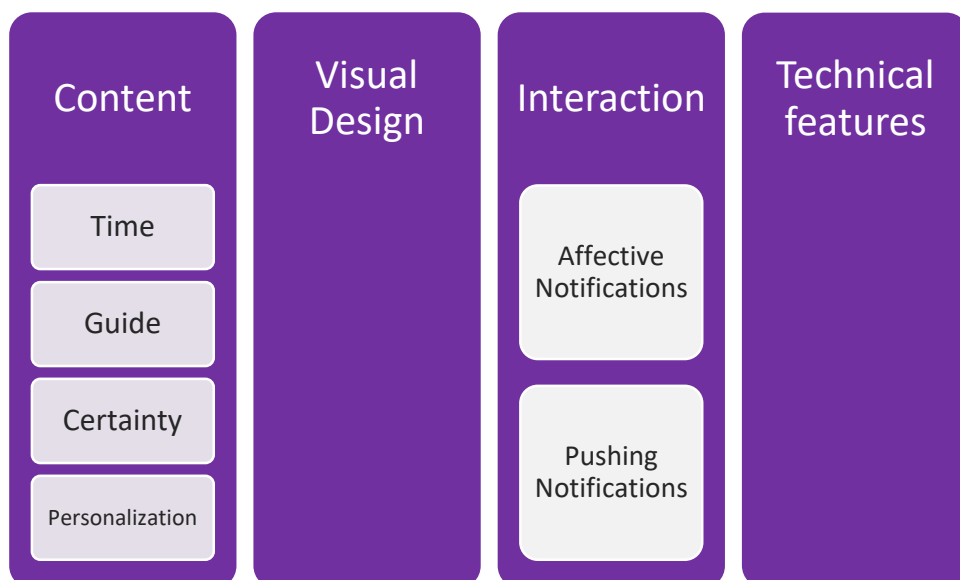 Content
Time
Guide
Certainty
Personalization
Visual
Design
Interaction
Affective
Notifications
Pushing
Notifications
Technical
features